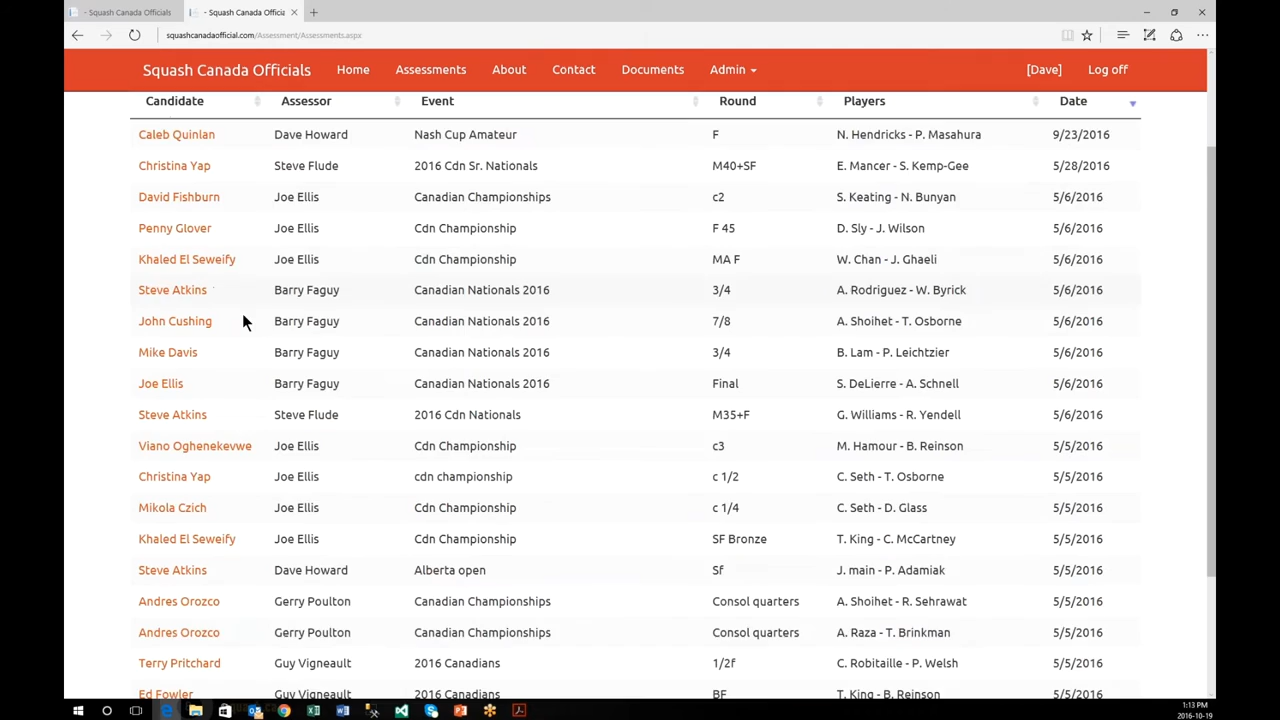 - Squash Canada Officials
- Squash Canada Officia
squashcanadaofficial.com/Assessment/Assessments.aspx
Squash Canada Officials Home Assessments About Contact Documents Admin [Dave] Log off
Candidate Assessor Event Round Players Date
Caleb Quinlan Dave Howard Nash Cup Amateur F N. Hendricks - P. Masahura 9/23/2016
Christina Yap Steve Flude 2016 Cdn Sr. Nationals M40+SF E. Mancer - S. Kemp-Gee 5/28/2016
David Fishburn Joe Ellis Canadian Championships c2 S. Keating - N. Bunyan 5/6/2016
Penny Glover Joe Ellis Cdn Championship F 45 D. Sly - J. Wilson 5/6/2016
Khaled El Seweify Joe Ellis Cdn Championship MA F W. Chan - J. Ghaeli 5/6/2016
Steve Atkins Barry Faguy Canadian Nationals 2016 3/4 A. Rodriguez - W. Byrick 5/6/2016
John Cushing Barry Faguy Canadian Nationals 2016 7/8 A. Shoihet - T. Osborne 5/6/2016
Mike Davis Barry Faguy Canadian Nationals 2016 3/4 B. Lam - P. Leichtzier 5/6/2016
Joe Ellis Barry Faguy Canadian Nationals 2016 Final S. DeLierre - A. Schnell 5/6/2016
Steve Atkins Steve Flude 2016 Cdn Nationals M35+F G. Williams - R. Yendell 5/6/2016
Viano Oghenekevwe Joe Ellis Cdn Championship c3 M. Hamour - B. Reinson 5/5/2016
Christina Yap Joe Ellis cdn championship c 1/2 C. Seth - T. Osborne 5/5/2016
Mikola Czich Joe Ellis Cdn Championship c 1/4 C. Seth - D. Glass 5/5/2016
Khaled El Seweify Joe Ellis Cdn Championship SF Bronze T. King - C. McCartney 5/5/2016
Steve Atkins Dave Howard Alberta open Sf J. main - P. Adamiak 5/5/2016
Andres Orozco Gerry Poulton Canadian Championships Consol quarters A. Shoihet - R. Sehrawat 5/5/2016
Andres Orozco Gerry Poulton Canadian Championships Consol quarters A. Raza - T. Brinkman 5/5/2016
Terry Pritchard Guy Vigneault 2016 Canadians 1/2f C. Robitaille - P. Welsh 5/5/2016
Ed Fowler Guy Vigneault 2016 Canadians BF T. King - B. Reinson 5/5/2016
1:13 PM
2016-10-19